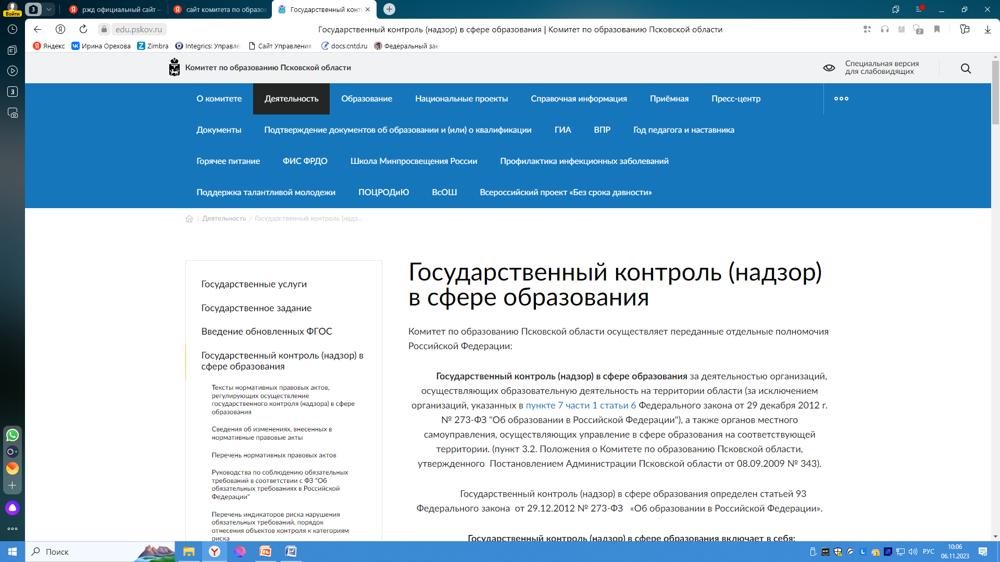 Войти
3
ржд официальный сайт
сайт комитета по образо
Государственный конт
edu.pskov.ru
Государственный контроль (надзор) в сфере образования | Комитет по образованию Псковской области
2
Яндекс
Ирина Орехова
Zimbra
Integrics: Управле
Сайт Управления
docs.cntd.ru
Федеральный зак
3
Комитет по образованию Псковской области
Специальная версия
для слабовидящих
О комитете
Деятельность
Образование
Национальные проекты
Справочная информация
Приёмная
Пресс-центр
Документы
Подтверждение документов об образовании и (или) о квалификации
ГИА
ВПР
Год педагога и наставника
Горячее питание
ФИС ФРДО
Школа Минпросвещения России
Профилактика инфекционных заболеваний
Поддержка талантливой молодежи
ПОЦРОДиЮ
ВсОШ
Всероссийский проект «Без срока давности»
/ Деятельность / Государственный контроль (надз...
Государственные услуги
Государственное задание
Введение обновленных ФГОС
Государственный контроль (надзор) в
сфере образования
Тексты нормативных правовых актов,
регулирующих осуществление
государственного контроля (надзора) в сфере
образования
Сведения об изменениях, внесенных в
нормативные правовые акты
Перечень нормативных правовых актов
Руководства по соблюдению обязательных
требований в соответствии с ФЗ "Об
обязательных требованиях в Российской
Федерации"
Перечень индикаторов риска нарушения
обязательных требований, порядок
отнесения объектов контроля к категориям
риска
Государственный контроль (надзор)
в сфере образования
Комитет по образованию Псковской области осуществляет переданные отдельные полномочия
Российской Федерации:
Государственный контроль (надзор) в сфере образования за деятельностью организаций,
осуществляющих образовательную деятельность на территории области (за исключением
организаций, указанных в пункте 7 части 1 статьи 6 Федерального закона от 29 декабря 2012 г.
№ 273-ФЗ "Об образовании в Российской Федерации"), а также органов местного
самоуправления, осуществляющих управление в сфере образования на соответствующей
территории. (пункт 3.2. Положения о Комитете по образованию Псковской области,
утвержденного Постановлением Администрации Псковской области от 08.09.2009 № 343).
Государственный контроль (надзор) в сфере образования определен статьей 93
Федерального закона от 29.12.2012 № 273-ФЗ «Об образовании в Российской Федерации».
Государственный контроль (надзор) в сфере образования включает в себя:
Поиск
РУС
10:06
06.11.2023